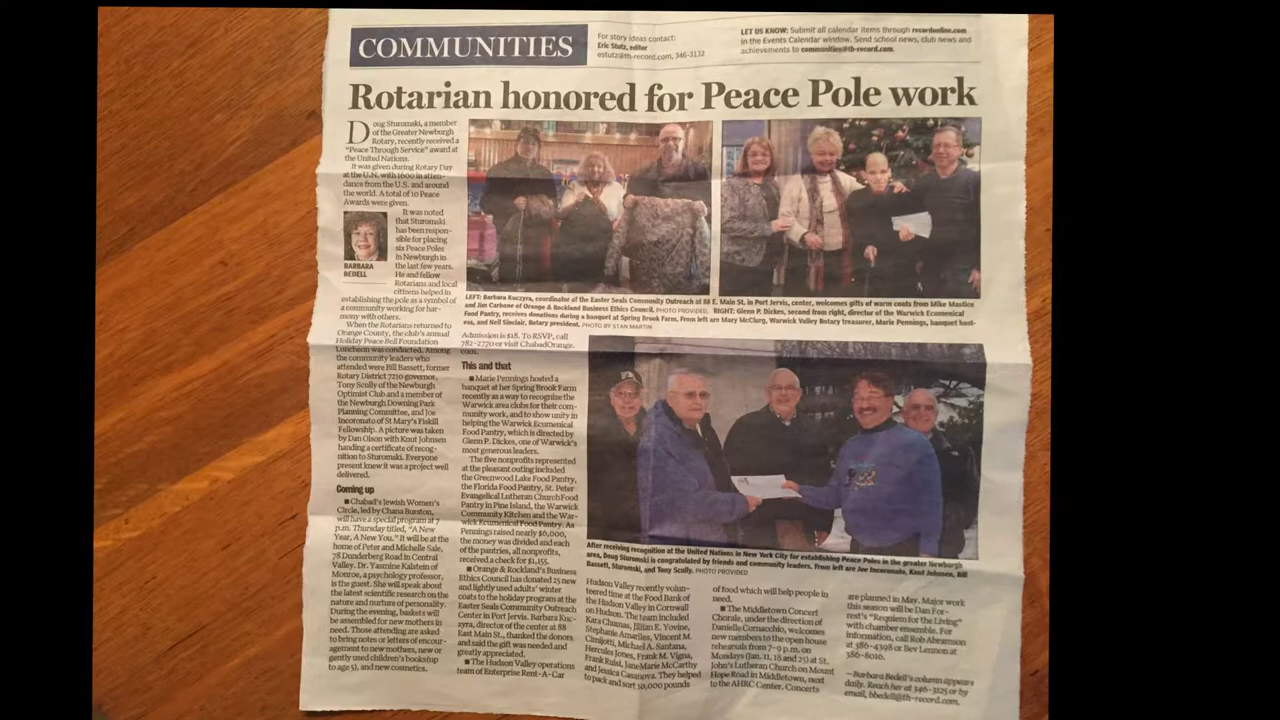 COMMUNITIES
For story ideas contact:
Eric Stutz, editor
estutz@th-record.com, 346-3132
LET US KNOW: Submit all calendar items through recordonline.com
in the Events Calendar window. Send school news, club news and
achievements to communities@th-record.com.
Rotarian honored for Peace Pole work
Doug Sturomski, a member
of the Greater Newburgh
Rotary, recently received a
"Peace Through Service" award at
the United Nations.
It was given during Rotary Day
at the U.N. with 1600 in atten-
dance from the U.S. and around
the world. A total of 10 Peace
Awards were given.
It was noted
that Sturomski
has been respon-
sible for placing
six Peace Poles
in Newburgh in
the last few years.
He and fellow
Rotarians and local
citizens helped in
BARBARA
BEDELL
establishing the pole as a symbol of
a community working for har-
mony with others.
When the Rotarians returned to
Orange County, the club's annual
Holiday Peace Bell Foundation
Luncheon was conducted. Among
the community leaders who
attended were Bill Bassett, former
Rotary District 7210 governor,
Tony Scully of the Newburgh
Optimist Club and a member of
the Newburgh Downing Park
Planning Committee, and Joe
Incoronato of St Mary's Fiskill
Fellowship. A picture was taken
by Dan Olson with Knut Johnsen
handing a certificate of recog-
nition to Sturomski. Everyone
present knew it was a project well
delivered.
Coming up
■ Chabad's Jewish Women's
Circle, led by Chana Burston,
will have a special program at 7
p.m. Thursday titled, "A New
Year, A New You." It will be at the
home of Peter and Michelle Sale,
78 Dunderberg Road in Central
Valley. Dr. Yasmine Kalstein of
Monroe, a psychology professor,
is the guest. She will speak about
the latest scientific research on the
nature and nurture of personality.
During the evening, baskets will
be assembled for new mothers in
need. Those attending are asked
to bring notes or letters of encour-
agement to new mothers, new or
gently used children's books(up
to age 5), and new cosmetics.
LEFT: Barbara Kuczyra, coordinator of the Easter Seals Community Outreach at 88 E. Main St. in Port Jervis, center, welcomes gifts of warm coats from Mike Mastice
and Jim Carbone of Orange & Rockland Business Ethics Council. PHOTO PROVIDED. RIGHT: Glenn P. Dickes, second from right, director of the Warwick Ecumenical
Food Pantry, receives donations during a banquet at Spring Brook Farm. From left are Mary McClurg, Warwick Valley Rotary treasurer, Marie Pennings, banquet host-
ess, and Neil Sinclair, Rotary president. PHOTO BY STAN MARTIN
Admission is $18. To RSVP, call
782-2770 or visit ChabadOrange.
com.
This and that
■ Marie Pennings hosted a
banquet at her Spring Brook Farm
recently as a way to recognize the
Warwick area clubs for their com-
munity work, and to show unity in
helping the Warwick Ecumenical
Food Pantry, which is directed by
Glenn P. Dickes, one of Warwick's
most generous leaders.
The five nonprofits represented
at the pleasant outing included
the Greenwood Lake Food Pantry,
the Florida Food Pantry, St. Peter
Evangelical Lutheran Church Food
Pantry in Pine Island, the Warwick
Community Kitchen and the War-
wick Ecumenical Food Pantry. As
Pennings raised nearly $6,000,
the money was divided and each
of the pantries, all nonprofits,
received a check for $1,155.
■ Orange & Rockland's Business
Ethics Council has donated 25 new
and lightly used adults' winter
coats to the holiday program at the
Easter Seals Community Outreach
Center in Port Jervis. Barbara Kuc-
zyra, director of the center at 88
East Main St., thanked the donors
and said the gift was needed and
greatly appreciated.
■ The Hudson Valley operations
team of Enterprise Rent-A-Car
After receiving recognition at the United Nations in New York City for establishing Peace Poles in the greater Newburgh
area, Doug Sturomski is congratulated by friends and community leaders. From left are Joe Incoronato, Knut Johnsen, Bill
Bassett, Sturomski, and Tony Scully. PHOTO PROVIDED
Hudson Valley recently volun-
teered time at the Food Bank of
the Hudson Valley in Cornwall
on Hudson. The team included
Kara Chumas, Jillian E. Yovine,
Stephanie Amariles, Vincent M.
Cimijotti, Michael A. Santana,
Hercules Jones, Frank M. Vigna,
Frank Ruisi, JaneMarie McCarthy
and Jessica Casanova. They helped
to pack and sort 10,000 pounds
of food which will help people in
need.
■ The Middletown Concert
Chorale, under the direction of
Danielle Cornacchio, welcomes
new members to the open house
rehearsals from 7-9 p.m, on
Mondays (Jan. 11, 18 and 25) at St.
John's Lutheran Church on Mount
Hope Road in Middletown, next
to the AHRC Center. Concerts
are planned in May. Major work
this season will be Dan For-
rest's "Requiem for the Living"
with chamber ensemble. For
information, call Rob Abramson
at 386-4398 or Bev Lennon at
386-8016.
—Barbara Bedell's column appears
daily. Reach her at 346-3125 or by
email, bbedell@th-record.com.